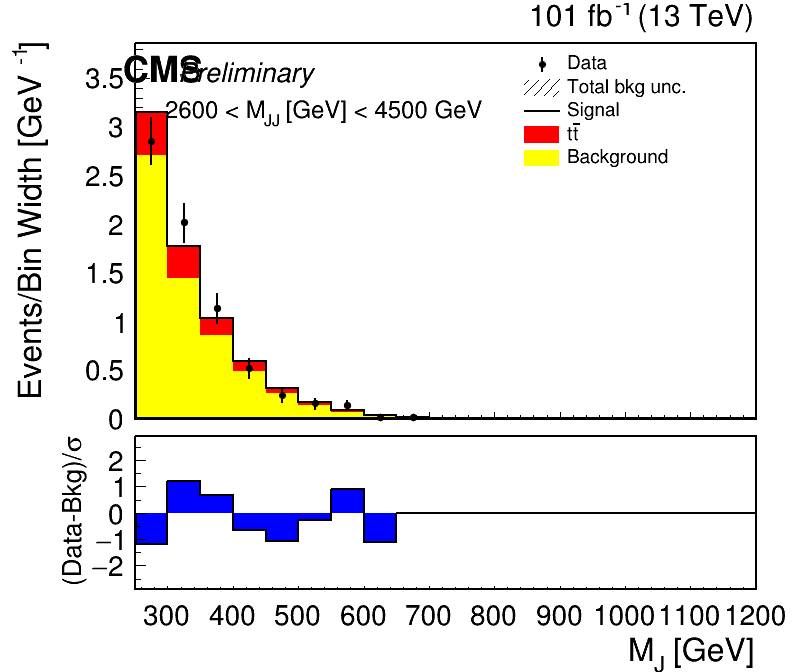 101 fb-1 (13 TeV)
CMS Preliminary
2600 < MJJ [GeV] < 4500 GeV
Data
Total bkg unc.
Signal
tt̄
Background
Events/Bin Width [GeV-1]
3.5
3
2.5
2
1.5
1
0.5
0
(Data-Bkg)/σ
2
1
0
−1
−2
300 400 500 600 700 800 900 1000 1100 1200
MJ [GeV]